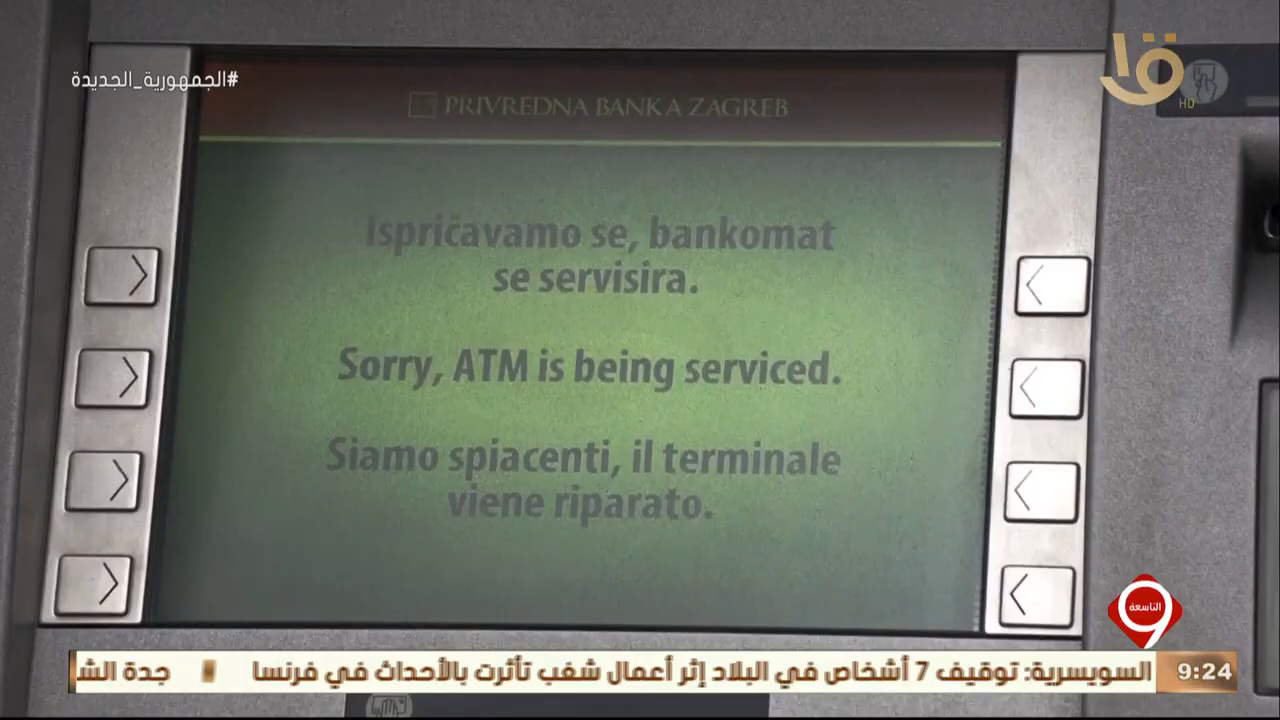 #الجمهورية_الجديدة
HD
PRIVREDNA BANKA ZAGREB
Ispričavamo se, bankomat
se servisira.
Sorry, ATM is being serviced.
Siamo spiacenti, il terminale
viene riparato.
التاسعة
9
9:24
السويسرية: توقيف 7 أشخاص في البلاد إثر أعمال شغب تأثرت بالأحداث في فرنسا
جدة الش